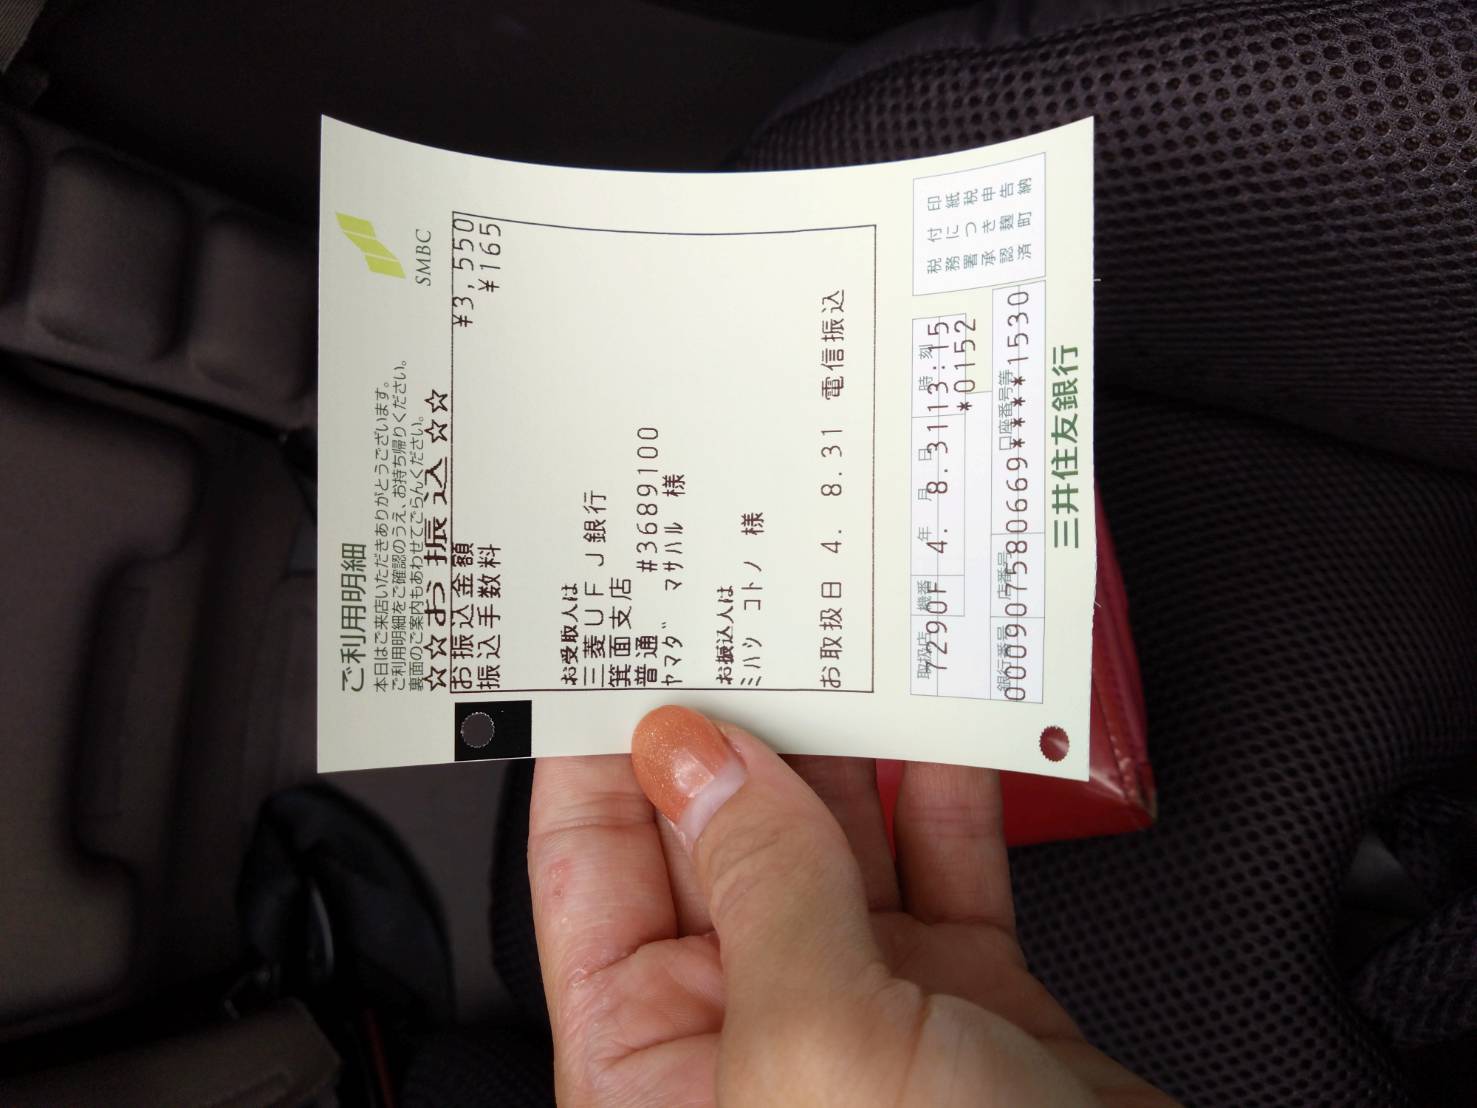 ご利用明細
SMBC
本日はご来店いただきありがとうございます。
ご利用明細をご確認のうえ、お持ち帰りください。
裏面のご案内もあわせてごらんください。
☆☆お 振 込 ☆☆
お振込金額 ¥3,550
振込手数料 ¥165
お受取人は
三菱UFJ銀行
箕面支店
普通 #3689100
ヤマダ マサハル 様
お振込人は
ミハシ コトノ 様
お取扱日 4. 8.31 電信振込
取扱店 機番 年 月 日 時 刻
7290F 4. 8.31 13:15
*0152
銀行番号 店番号 口座番号等
0009 0758 0669****1530
印紙税申告納
付につき麹町
税務署承認済
三井住友銀行